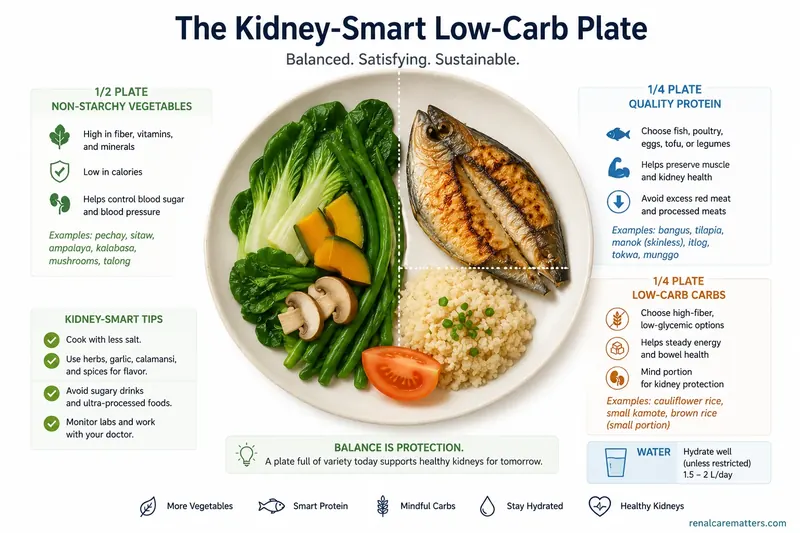 The Kidney-Smart Low-Carb Plate
Balanced. Satisfying. Sustainable.
1/2 PLATE
NON-STARCHY VEGETABLES
High in fiber, vitamins,
and minerals
Low in calories
Helps control blood sugar
and blood pressure
Examples: pechay, sitaw,
ampalaya, kalabasa,
mushrooms, talong
KIDNEY-SMART TIPS
Cook with less salt.
Use herbs, garlic, calamansi,
and spices for flavor.
Avoid sugary drinks
and ultra-processed foods.
Monitor labs and work
with your doctor.
1/4 PLATE
QUALITY PROTEIN
Choose fish, poultry,
eggs, tofu, or legumes
Helps preserve muscle
and kidney health
Avoid excess red meat
and processed meats
Examples: bangus, tilapia,
manok (skinless), itlog,
tokwa, munggo
1/4 PLATE
LOW-CARB CARBS
Choose high-fiber,
low-glycemic options
Helps steady energy
and bowel health
Mind portion
for kidney protection
Examples: cauliflower rice,
small kamote, brown rice
(small portion)
WATER
Hydrate well
(unless restricted)
1.5 – 2 L/day
BALANCE IS PROTECTION.
A plate full of variety today supports healthy kidneys for tomorrow.
More Vegetables
Smart Protein
Mindful Carbs
Stay Hydrated
Healthy Kidneys
renalcarematters.com